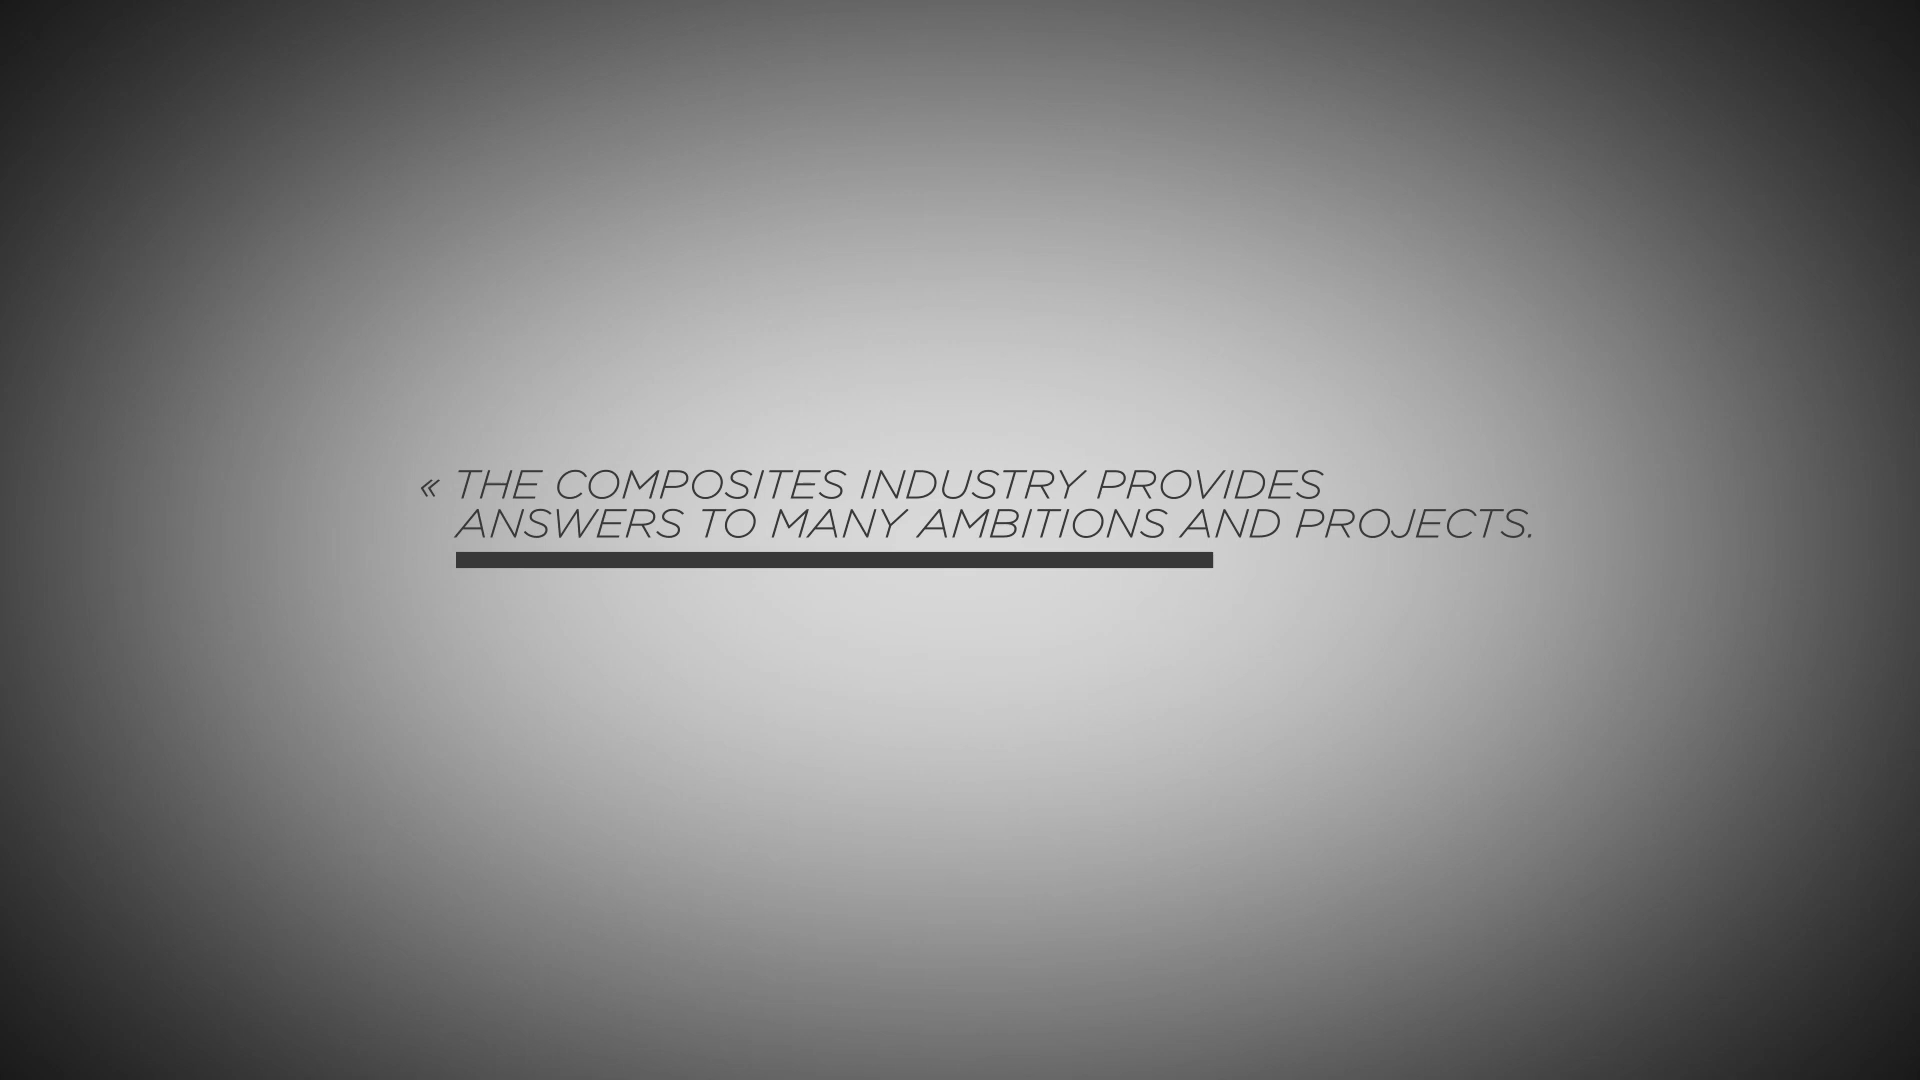 « THE COMPOSITES INDUSTRY PROVIDES
ANSWERS TO MANY AMBITIONS AND PROJECTS.